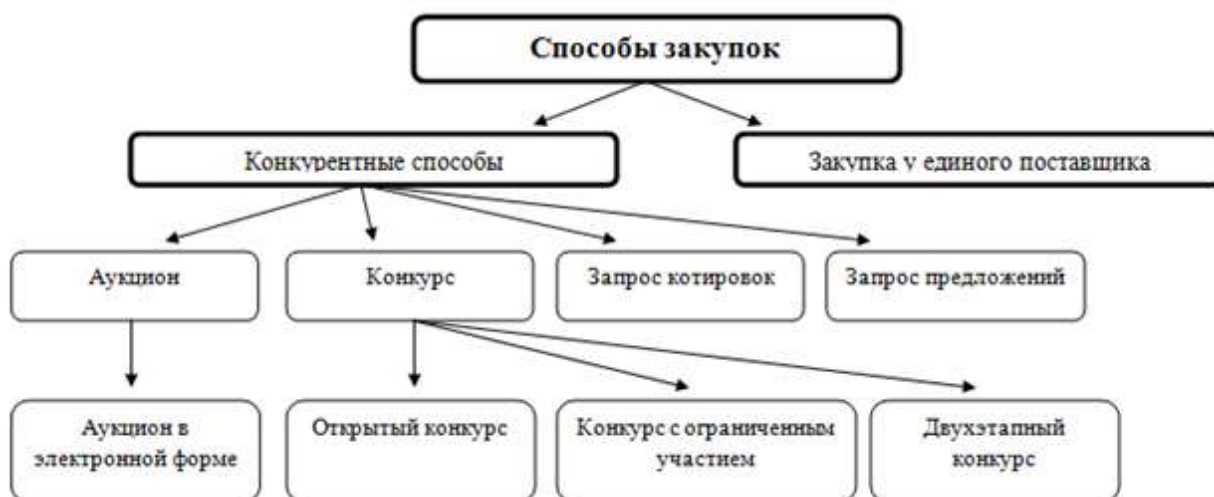 Способы закупок
Конкурентные способы
Закупка у единого поставщика
Аукцион
Конкурс
Запрос котировок
Запрос предложений
Аукцион в
электронной форме
Открытый конкурс
Конкурс с ограниченным
участием
Двухэтапный
конкурс